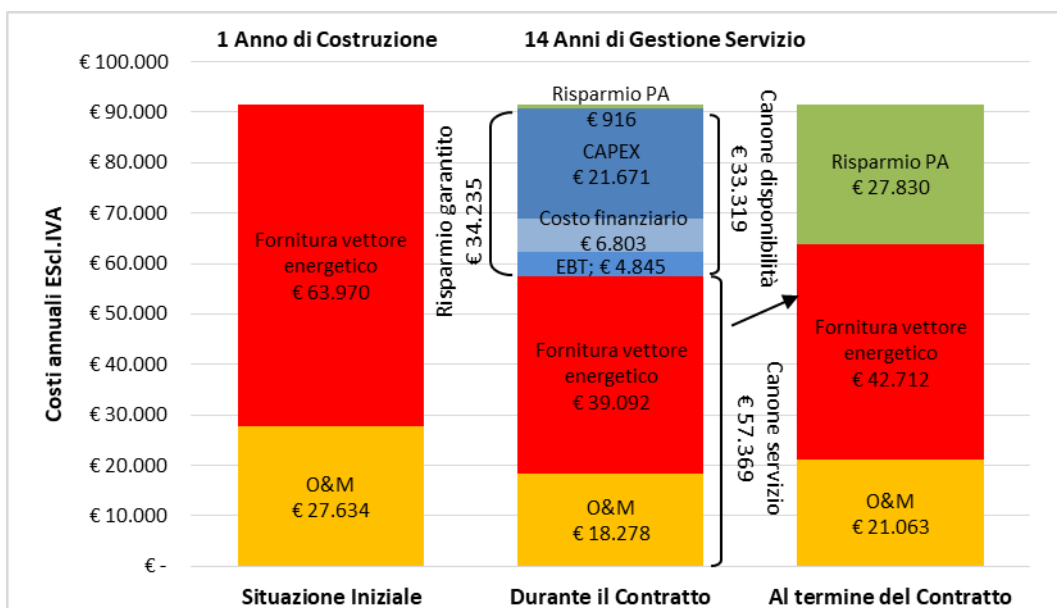 1 Anno di Costruzione
14 Anni di Gestione Servizio
Costi annuali EScl.IVA
€ 100.000
€ 90.000
€ 80.000
€ 70.000
€ 60.000
€ 50.000
€ 40.000
€ 30.000
€ 20.000
€ 10.000
€ -
Fornitura vettore
energetico
€ 63.970
O&M
€ 27.634
Risparmio garantito
€ 34.235
Risparmio PA
€ 916
CAPEX
€ 21.671
Costo finanziario
€ 6.803
EBT; € 4.845
Fornitura vettore
energetico
€ 39.092
O&M
€ 18.278
Canone disponibilità
€ 33.319
Canone servizio
€ 57.369
Risparmio PA
€ 27.830
Fornitura vettore
energetico
€ 42.712
O&M
€ 21.063
Situazione Iniziale
Durante il Contratto
Al termine del Contratto